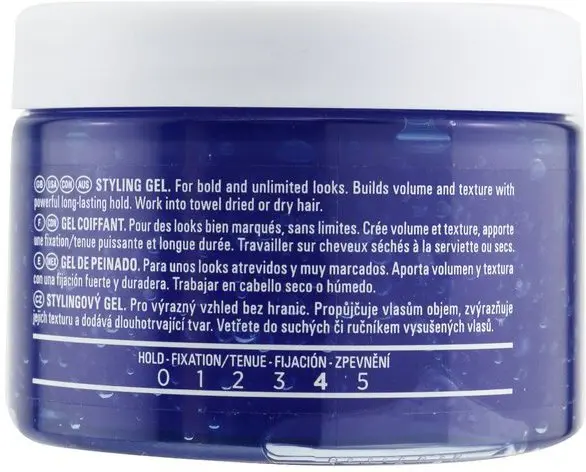 GB USA CDN AUS STYLING GEL. For bold and unlimited looks. Builds volume and texture with
powerful long-lasting hold. Work into towel dried or dry hair.
F CDN GEL COIFFANT. Pour des looks bien marqués, sans limites. Crée volume et texture, apporte
une fixation/tenue puissante et longue durée. Travailler sur cheveux séchés à la serviette ou secs.
E MEX GEL DE PEINADO. Para unos looks atrevidos y muy marcados. Aporta volumen y textura
con una fijación fuerte y duradera. Trabajar en cabello seco o húmedo.
CZ STYLINGOVÝ GEL. Pro výrazný vzhled bez hranic. Propůjčuje vlasům objem, zvýrazňuje
jejich texturu a dodává dlouhotrvající tvar. Vetřete do suchých či ručníkem vysušených vlasů.
HOLD - FIXATION/TENUE - FIJACIÓN - ZPEVNĚNÍ
0 1 2 3 4 5